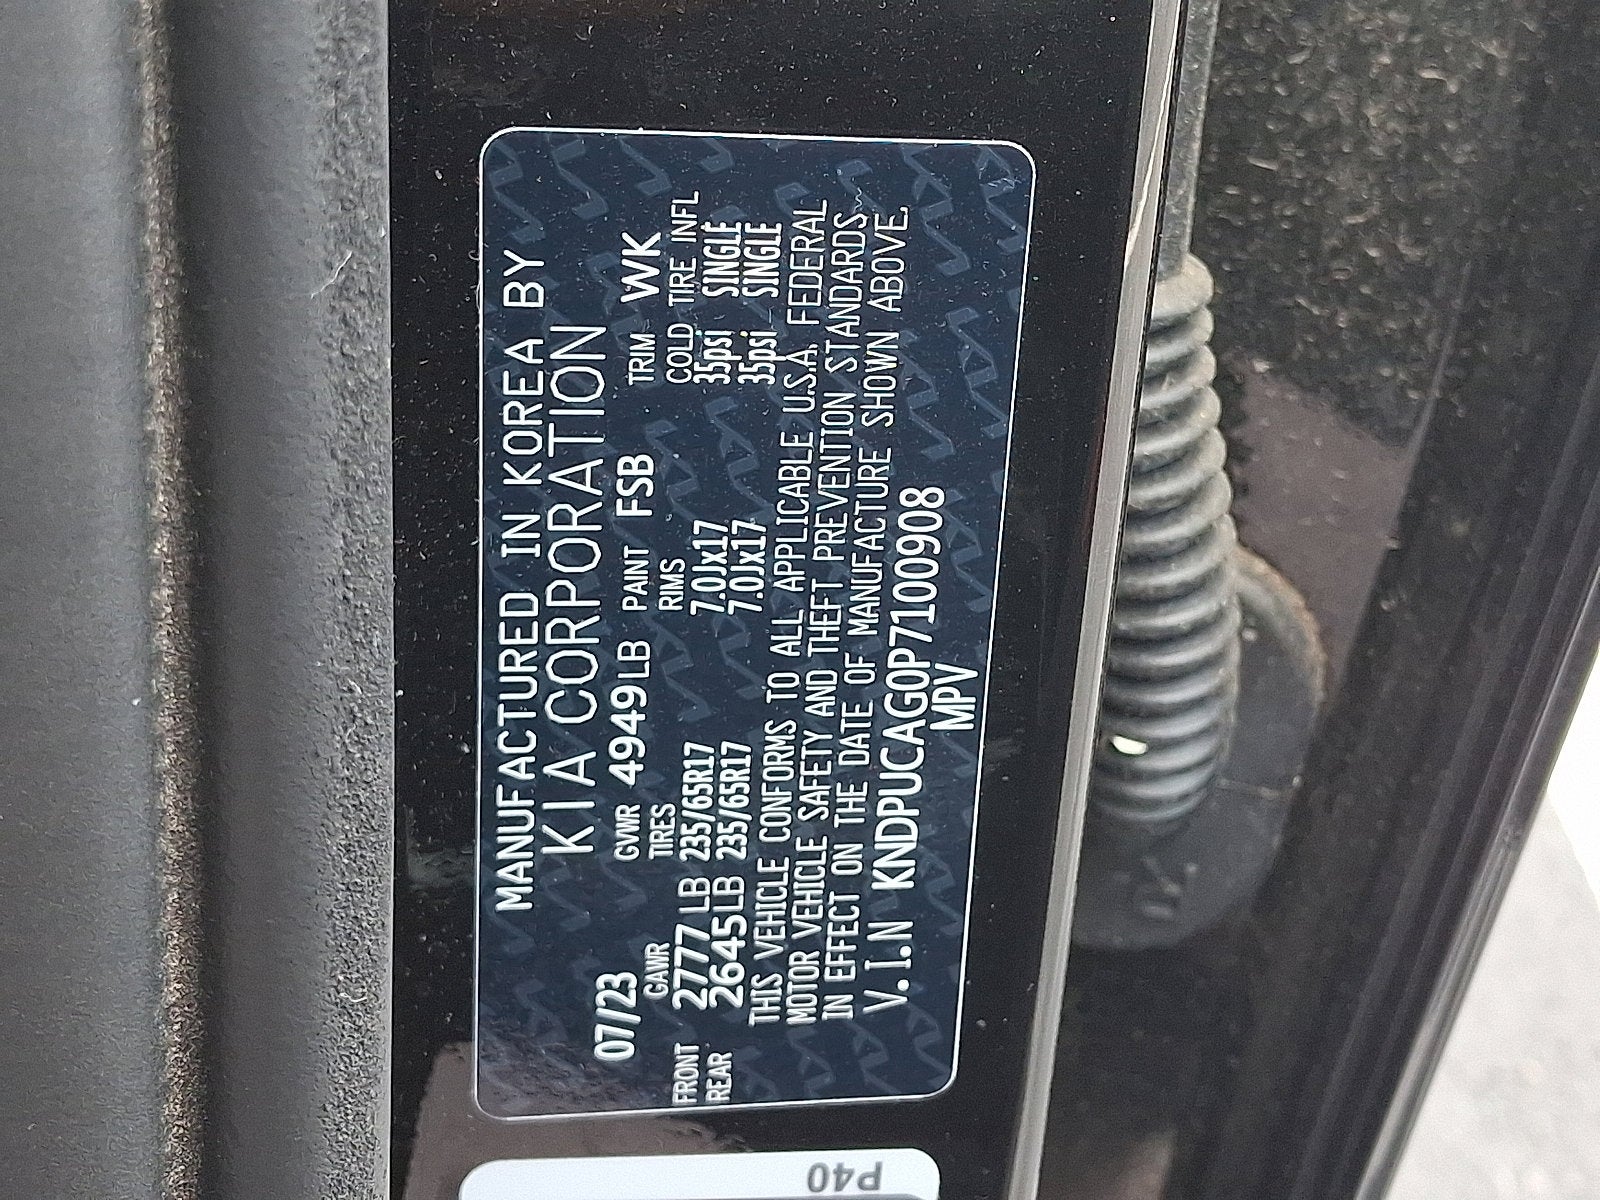 MANUFACTURED IN KOREA BY
KIA CORPORATION
07/23 GVWR 4949LB PAINT FSB TRIM WK
GAWR TIRES RIMS COLD TIRE INFL
FRONT 2777 LB 235/65R17 7.0Jx17 35psi SINGLE
REAR 2645LB 235/65R17 7.0Jx17 35psi SINGLE
THIS VEHICLE CONFORMS TO ALL APPLICABLE U.S.A. FEDERAL
MOTOR VEHICLE SAFETY AND THEFT PREVENTION STANDARDS
IN EFFECT ON THE DATE OF MANUFACTURE SHOWN ABOVE.
V.I.N KNDPUCAG0P7100908
MPV
P40